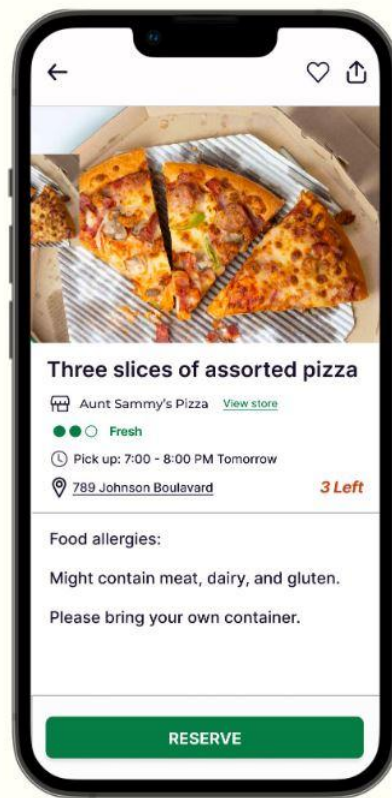 Three slices of assorted pizza
Aunt Sammy's Pizza View store
Fresh
Pick up: 7:00 - 8:00 PM Tomorrow
789 Johnson Boulavard 3 Left
Food allergies:
Might contain meat, dairy, and gluten.
Please bring your own container.
RESERVE